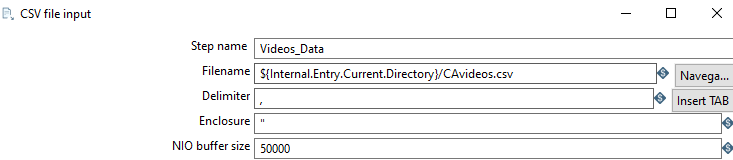 CSV file input
Step name Videos_Data
Filename ${Internal.Entry.Current.Directory}/CAvideos.csv Navega...
Delimiter , Insert TAB
Enclosure "
NIO buffer size 50000